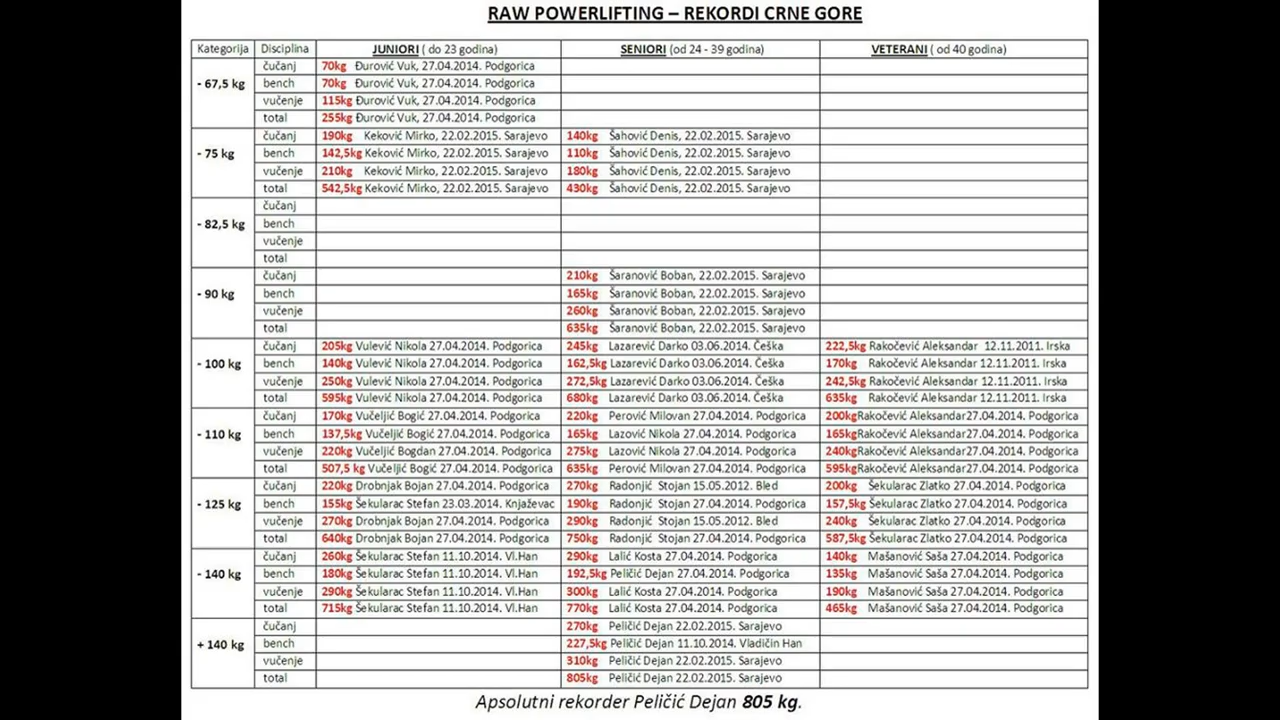 RAW POWERLIFTING – REKORDI CRNE GORE
Kategorija Disciplina JUNIORI ( do 23 godina) SENIORI (od 24 - 39 godina) VETERANI ( od 40 godina)
- 67,5 kg
čučanj 70kg Đurović Vuk, 27.04.2014. Podgorica
bench 70kg Đurović Vuk, 27.04.2014. Podgorica
vučenje 115kg Đurović Vuk, 27.04.2014. Podgorica
total 255kg Đurović Vuk, 27.04.2014. Podgorica
- 75 kg
čučanj 190kg Keković Mirko, 22.02.2015. Sarajevo 140kg Šahović Denis, 22.02.2015. Sarajevo
bench 142,5kg Keković Mirko, 22.02.2015. Sarajevo 110kg Šahović Denis, 22.02.2015. Sarajevo
vučenje 210kg Keković Mirko, 22.02.2015. Sarajevo 180kg Šahović Denis, 22.02.2015. Sarajevo
total 542,5kg Keković Mirko, 22.02.2015. Sarajevo 430kg Šahović Denis, 22.02.2015. Sarajevo
- 82,5 kg
čučanj
bench
vučenje
total
- 90 kg
čučanj 210kg Šaranović Boban, 22.02.2015. Sarajevo
bench 165kg Šaranović Boban, 22.02.2015. Sarajevo
vučenje 260kg Šaranović Boban, 22.02.2015. Sarajevo
total 635kg Šaranović Boban, 22.02.2015. Sarajevo
- 100 kg
čučanj 205kg Vulević Nikola 27.04.2014. Podgorica 245kg Lazarević Darko 03.06.2014. Češka 222,5kg Rakočević Aleksandar 12.11.2011. Irska
bench 140kg Vulević Nikola 27.04.2014. Podgorica 162,5kg Lazarević Darko 03.06.2014. Češka 170kg Rakočević Aleksandar 12.11.2011. Irska
vučenje 250kg Vulević Nikola 27.04.2014. Podgorica 272,5kg Lazarević Darko 03.06.2014. Češka 242,5kg Rakočević Aleksandar 12.11.2011. Irska
total 595kg Vulević Nikola 27.04.2014. Podgorica 680kg Lazarević Darko 03.06.2014. Češka 635kg Rakočević Aleksandar 12.11.2011. Irska
- 110 kg
čučanj 170kg Vučeljić Bogić 27.04.2014. Podgorica 220kg Perović Milovan 27.04.2014. Podgorica 200kgRakočević Aleksandar27.04.2014. Podgorica
bench 137,5kg Vučeljić Bogić 27.04.2014. Podgorica 165kg Lazović Nikola 27.04.2014. Podgorica 165kgRakočević Aleksandar27.04.2014. Podgorica
vučenje 220kg Vučeljić Bogdan 27.04.2014. Podgorica 275kg Lazović Nikola 27.04.2014. Podgorica 240kgRakočević Aleksandar27.04.2014. Podgorica
total 507,5 kg Vučeljić Bogić 27.04.2014. Podgorica 635kg Perović Milovan 27.04.2014. Podgorica 595kgRakočević Aleksandar27.04.2014. Podgorica
- 125 kg
čučanj 220kg Drobnjak Bojan 27.04.2014. Podgorica 270kg Radonjić Stojan 15.05.2012. Bled 200kg Šekularac Zlatko 27.04.2014. Podgorica
bench 155kg Šekularac Stefan 23.03.2014. Knjaževac 190kg Radonjić Stojan 27.04.2014. Podgorica 157,5kg Šekularac Zlatko 27.04.2014. Podgorica
vučenje 270kg Drobnjak Bojan 27.04.2014. Podgorica 290kg Radonjić Stojan 15.05.2012. Bled 240kg Šekularac Zlatko 27.04.2014. Podgorica
total 640kg Drobnjak Bojan 27.04.2014. Podgorica 750kg Radonjić Stojan 27.04.2014. Podgorica 587,5kg Šekularac Zlatko 27.04.2014. Podgorica
- 140 kg
čučanj 260kg Šekularac Stefan 11.10.2014. Vl.Han 290kg Lalić Kosta 27.04.2014. Podgorica 140kg Mašanović Saša 27.04.2014. Podgorica
bench 180kg Šekularac Stefan 11.10.2014. Vl.Han 192,5kg Peličić Dejan 27.04.2014. Podgorica 135kg Mašanović Saša 27.04.2014. Podgorica
vučenje 290kg Šekularac Stefan 11.10.2014. Vl.Han 300kg Lalić Kosta 27.04.2014. Podgorica 190kg Mašanović Saša 27.04.2014. Podgorica
total 715kg Šekularac Stefan 11.10.2014. Vl.Han 770kg Lalić Kosta 27.04.2014. Podgorica 465kg Mašanović Saša 27.04.2014. Podgorica
+ 140 kg
čučanj 270kg Peličić Dejan 22.02.2015. Sarajevo
bench 227,5kg Peličić Dejan 11.10.2014. Vladičin Han
vučenje 310kg Peličić Dejan 22.02.2015. Sarajevo
total 805kg Peličić Dejan 22.02.2015. Sarajevo
Apsolutni rekorder Peličić Dejan 805 kg.